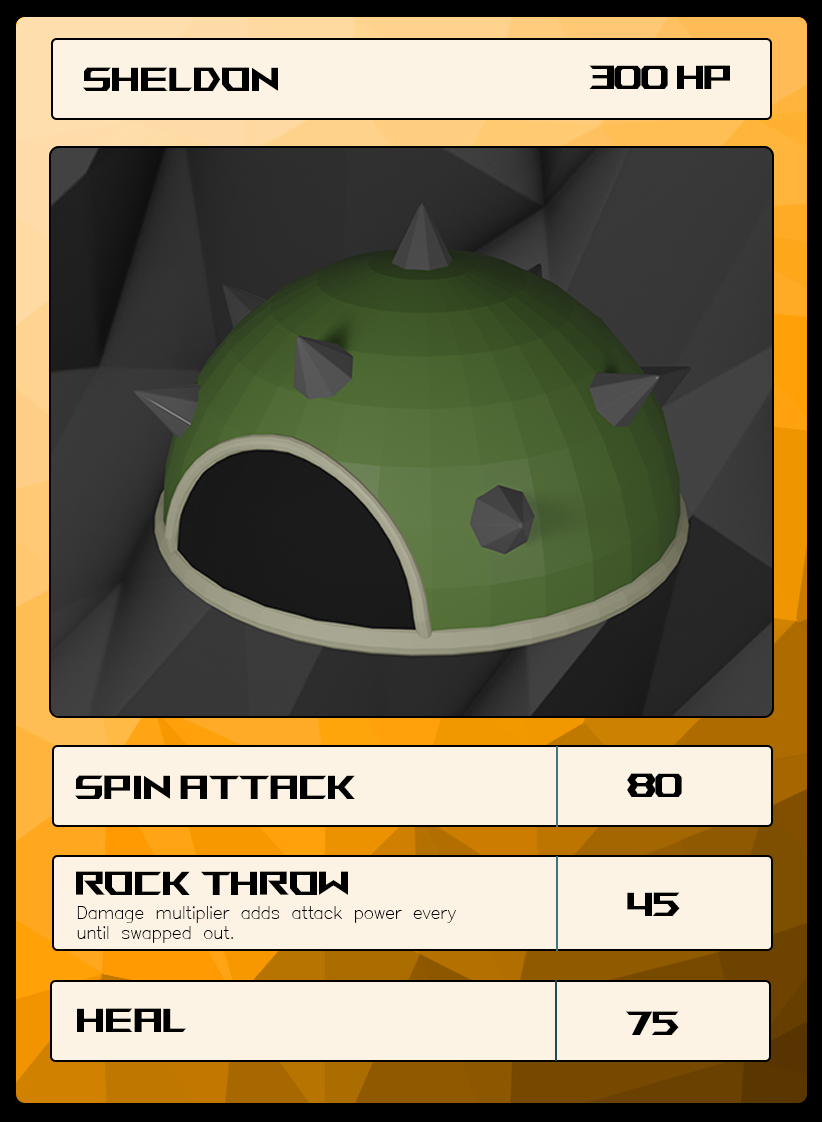 SHELDON 300 HP
SPIN ATTACK 80
ROCK THROW 45
Damage multiplier adds attack power every
until swapped out.
HEAL 75